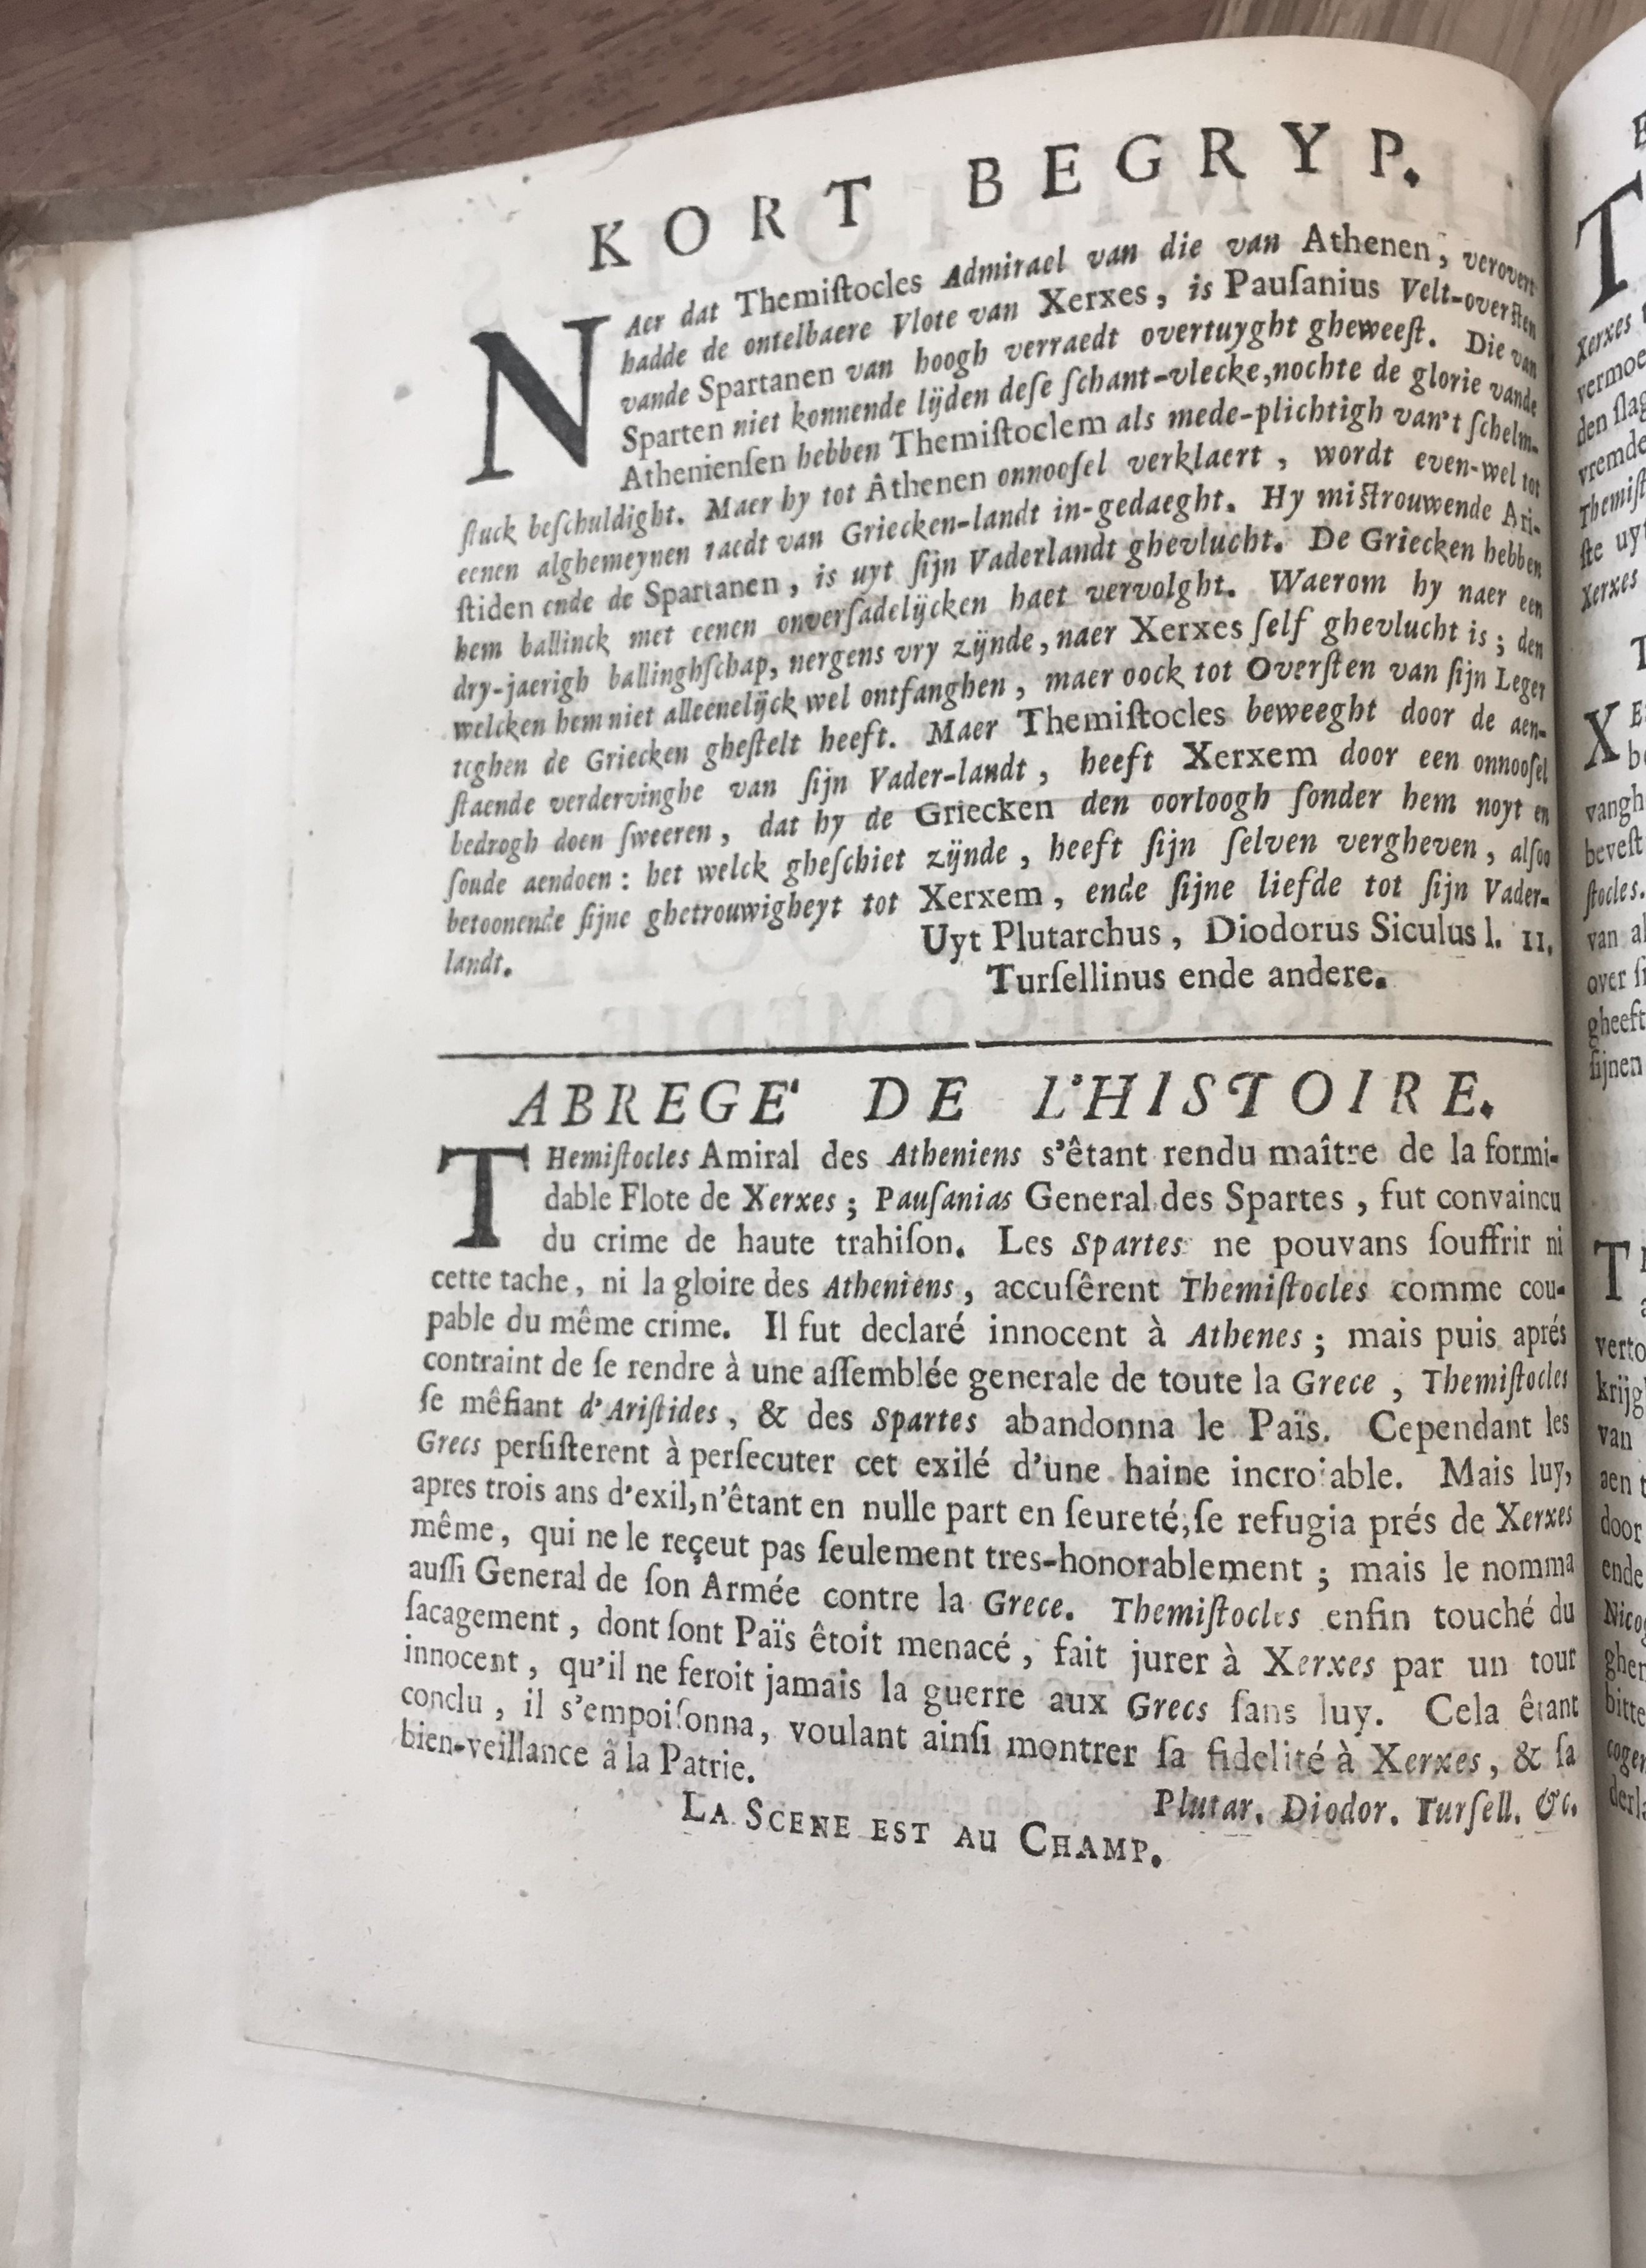 KORT BEGRYP.
NAer dat Themiſtocles Admirael van die van Athenen, verovert
hadde de ontelbaere Vlote van Xerxes, is Pauſanius Velt-overſten
vande Spartanen van hoogh verraedt overtuyght gheweeſt. Die van
Sparten niet konnende lijden deſe ſchant-vlecke, nochte de glorie vande
Athenienſen hebben Themiſtoclem als mede-plichtigh van't ſchelm-
ſtuck beſchuldight. Maer hy tot Athenen onnooſel verklaert, wordt even-wel tot
eenen alghemeynen raedt van Griecken-landt in-gedaeght. Hy miſtrouwende Ari-
ſtiden ende de Spartanen, is uyt ſijn Vaderlandt ghevlucht. De Griecken hebben
hem ballinck met eenen onverſadelijcken haet vervolght. Waerom hy naer een
dry-jaerigh ballinghſchap, nergens vry zijnde, naer Xerxes ſelf ghevlucht is; den
welcken hem niet alleenelijck wel ontfanghen, maer oock tot Overſten van ſijn Leger
teghen de Griecken gheſtelt heeft. Maer Themiſtocles beweeght door de aen-
ſtaende verdervinghe van ſijn Vader-landt, heeft Xerxem door een onnooſel
bedrogh doen ſweeren, dat hy de Griecken den oorloogh ſonder hem noyt en
ſoude aendoen: het welck gheſchiet zijnde, heeft ſijn ſelven vergheven, alſoo
betoonende ſijne ghetrouwigheyt tot Xerxem, ende ſijne liefde tot ſijn Vader-
landt.
Uyt Plutarchus, Diodorus Siculus l. 11.
Turſellinus ende andere.
ABREGE' DE L'HISTOIRE.
THemiſtocles Amiral des Atheniens s'êtant rendu maître de la formi-
dable Flote de Xerxes; Pauſanias General des Spartes, fut convaincu
du crime de haute trahiſon. Les Spartes ne pouvans ſouffrir ni
cette tache, ni la gloire des Atheniens, accuſêrent Themiſtocles comme cou-
pable du même crime. Il fut declaré innocent à Athenes; mais puis aprés
contraint de ſe rendre à une aſſemblée generale de toute la Grece, Themiſtocles
ſe mêfiant d'Ariſtides, & des Spartes abandonna le Païs. Cependant les
Grecs perſiſterent à perſecuter cet exilé d'une haine incroiable. Mais luy,
apres trois ans d'exil, n'êtant en nulle part en ſeureté, ſe refugia prés de Xerxes
même, qui ne le reçeut pas ſeulement tres-honorablement; mais le nomma
auſſi General de ſon Armée contre la Grece. Themiſtocles enfin touché du
ſacagement, dont ſont Païs êtoit menacé, fait jurer à Xerxes par un tour
innocent, qu'il ne feroit jamais la guerre aux Grecs ſans luy. Cela êtant
conclu, il s'empoiſonna, voulant ainſi montrer ſa fidelité à Xerxes, & ſa
bien-veillance à la Patrie.
Plutar. Diodor. Turſell. &c.
LA SCENE EST AU CHAMP.